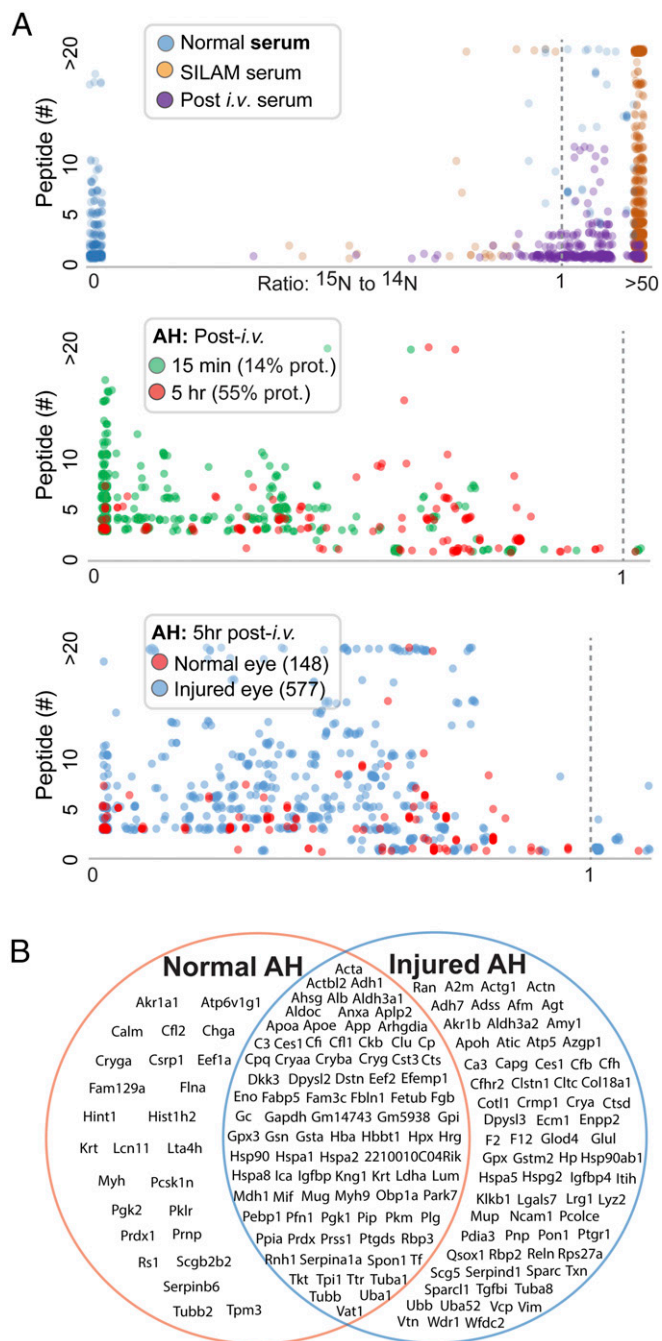 A
Normal serum
SILAM serum
Post i.v. serum
Peptide (#)
>20
10
5
0
0
Ratio: ¹⁵N to ¹⁴N
1
>50
AH: Post-i.v.
15 min (14% prot.)
5 hr (55% prot.)
Peptide (#)
>20
10
5
0
0
1
AH: 5hr post-i.v.
Normal eye (148)
Injured eye (577)
Peptide (#)
>20
10
5
0
0
1
B
Normal AH
Akr1a1 Atp6v1g1
Calm Cfl2 Chga
Cryga Csrp1 Eef1a
Fam129a Flna
Hint1 Hist1h2
Krt Lcn11 Lta4h
Myh Pcsk1n
Pgk2 Pklr
Prdx1 Prnp
Rs1 Scgb2b2
Serpinb6
Tubb2 Tpm3
Acta
Actbl2 Adh1
Ahsg Alb Aldh3a1
Aldoc Anxa Aplp2
Apoa Apoe App Arhgdia
C3 Ces1 Cfi Cfl1 Ckb Clu Cp
Cpq Cryaa Cryba Cryg Cst3 Cts
Dkk3 Dpysl2 Dstn Eef2 Efemp1
Eno Fabp5 Fam3c Fbln1 Fetub Fgb
Gc Gapdh Gm14743 Gm5938 Gpi
Gpx3 Gsn Gsta Hba Hbbt1 Hpx Hrg
Hsp90 Hspa1 Hspa2 2210010C04Rik
Hspa8 Ica Igfbp Kng1 Krt Ldha Lum
Mdh1 Mif Mug Myh9 Obp1a Park7
Pebp1 Pfn1 Pgk1 Pip Pkm Plg
Ppia Prdx Prss1 Ptgds Rbp3
Rnh1 Serpina1a Spon1 Tf
Tkt Tpi1 Ttr Tuba1
Tubb Uba1
Vat1
Injured AH
Ran A2m Actg1 Actn
Adh7 Adss Afm Agt
Akr1b Aldh3a2 Amy1
Apoh Atic Atp5 Azgp1
Ca3 Capg Ces1 Cfb Cfh
Cfhr2 Clstn1 Cltc Col18a1
Cotl1 Crmp1 Crya Ctsd
Dpysl3 Ecm1 Enpp2
F2 F12 Glod4 Glul
Gpx Gstm2 Hp Hsp90ab1
Hspa5 Hspg2 Igfbp4 Itih
Klkb1 Lgals7 Lrg1 Lyz2
Mup Ncam1 Pcolce
Pdia3 Pnp Pon1 Ptgr1
Qsox1 Rbp2 Reln Rps27a
Scg5 Serpind1 Sparc Txn
Sparcl1 Tgfbi Tuba8
Ubb Uba52 Vcp Vim
Vtn Wdr1 Wfdc2